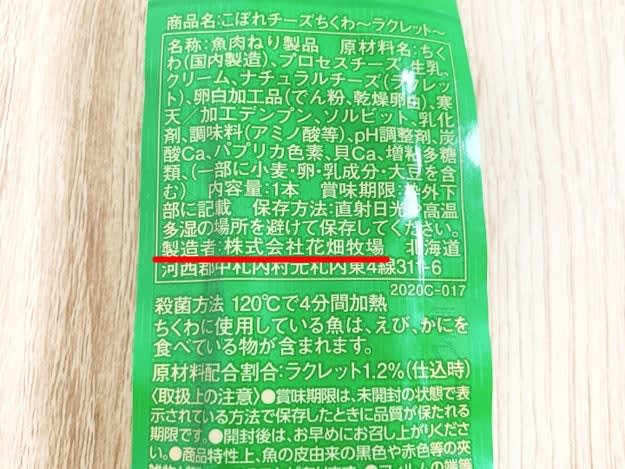 商品名:こぼれチーズちくわ〜ラクレット〜
名称:魚肉ねり製品 原材料名:ちく
わ(国内製造)、プロセスチーズ、生乳、
クリーム、ナチュラルチーズ(ラクレッ
ト)、卵白加工品(でん粉、乾燥卵白)、寒
天/加工デンプン、ソルビット、乳化
剤、調味料(アミノ酸等)、pH調整剤、炭
酸Ca、パプリカ色素、貝Ca、増粘多糖
類、(一部に小麦・卵・乳成分・大豆を含
む) 内容量:1本 賞味期限:枠外下
部に記載 保存方法:直射日光、高温
多湿の場所を避けて保存してください。
製造者:株式会社花畑牧場 北海道
河西郡中札内村元札内東4線311-6
2020C-017
殺菌方法 120℃で4分間加熱
ちくわに使用している魚は、えび、かにを
食べている物が含まれます。
原材料配合割合:ラクレット1.2%(仕込時)
〈取扱上の注意〉●賞味期限は、未開封の状態で表
示されている方法で保存したときに品質が保たれる
期限です。●開封後は、お早めにお召し上がりくださ
い。●商品特性上、魚の皮由来の黒色や赤色等の夾